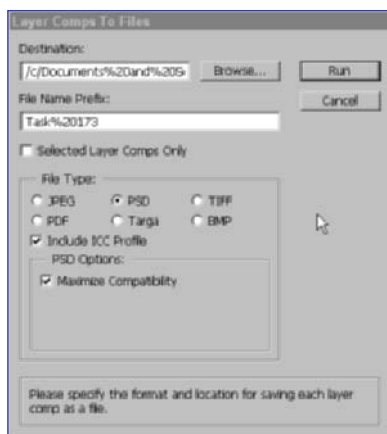 Layer Comps To Files
Destination:
/c/Documents%20and%20S
Browse...
Run
File Name Prefix:
Cancel
Task%20173
Selected Layer Comps Only
File Type:
JPEG PSD TIFF
PDF Targa BMP
Include ICC Profile
PSD Options:
Maximize Compatibility
Please specify the format and location for saving each layer
comp as a file.